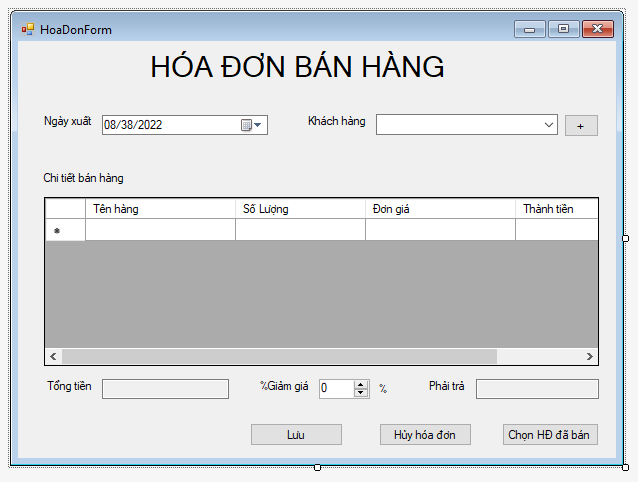 HoaDonForm
HÓA ĐƠN BÁN HÀNG
Ngày xuất 08/38/2022 Khách hàng +
Chi tiết bán hàng
Tên hàng Số Lượng Đơn giá Thành tiền
*
Tổng tiền %Giảm giá 0 % Phải trả
Lưu Hủy hóa đơn Chọn HĐ đã bán